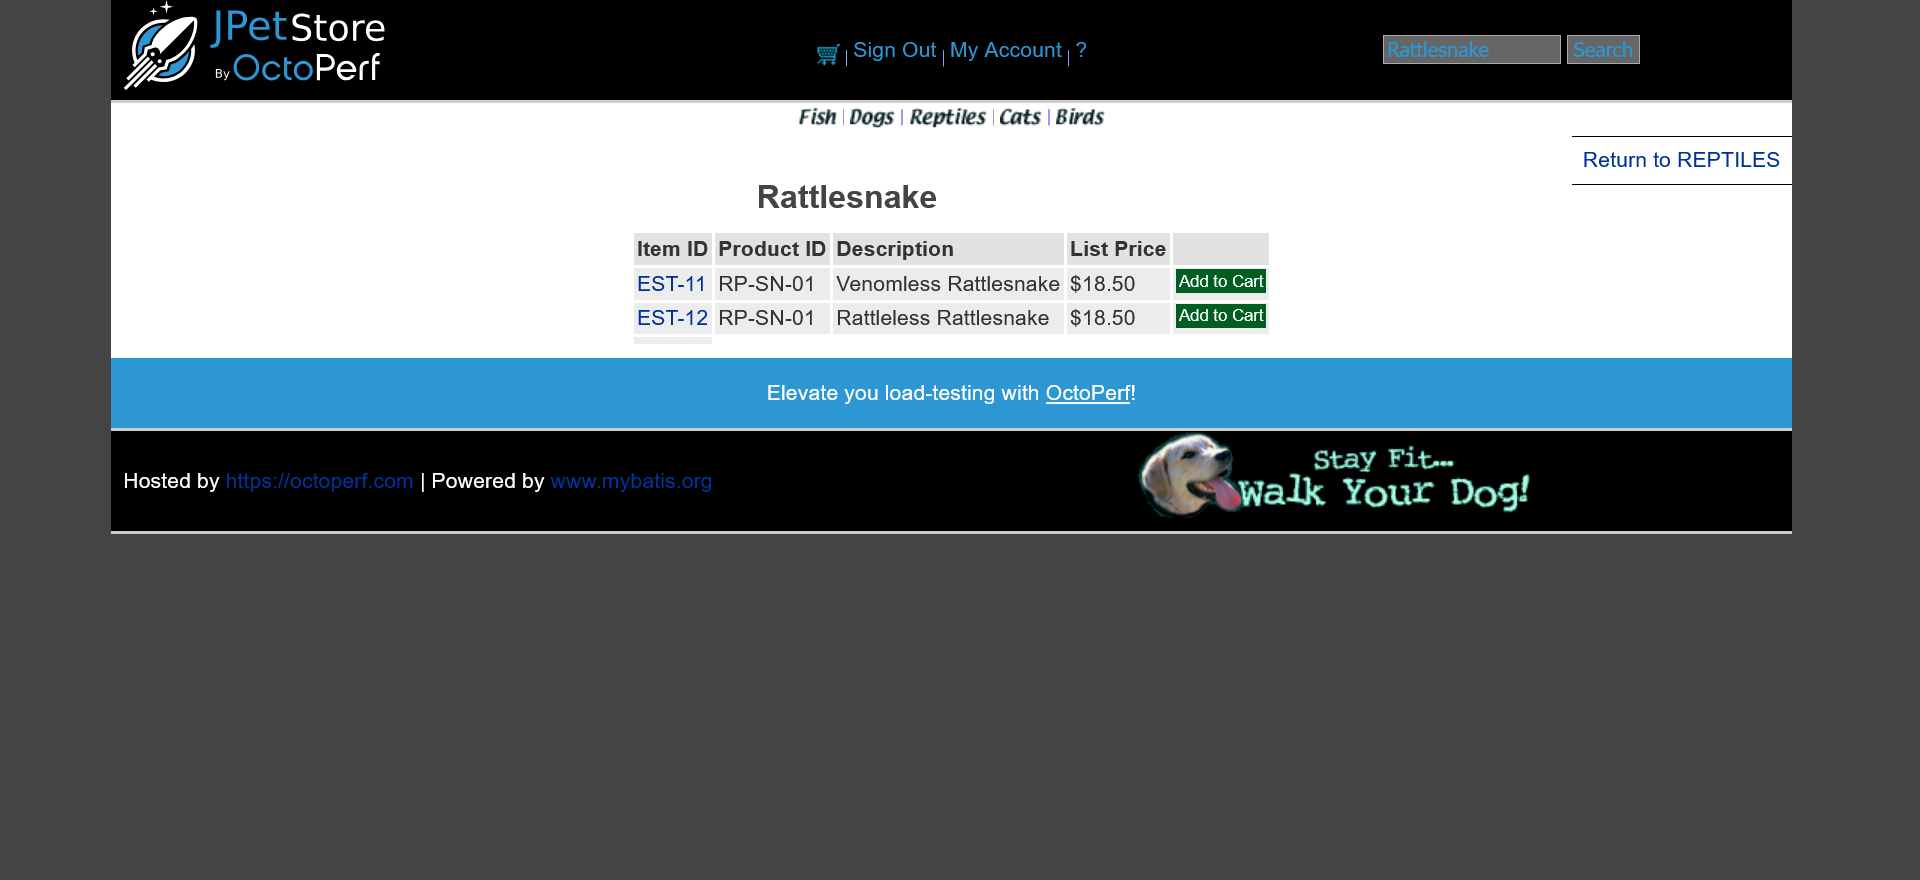 JPetStore
By OctoPerf
Sign Out | My Account | ?
Rattlesnake Search
Fish | Dogs | Reptiles | Cats | Birds
Return to REPTILES
Rattlesnake
Item ID Product ID Description List Price
EST-11 RP-SN-01 Venomless Rattlesnake $18.50 Add to Cart
EST-12 RP-SN-01 Rattleless Rattlesnake $18.50 Add to Cart
Elevate you load-testing with OctoPerf!
Hosted by https://octoperf.com | Powered by www.mybatis.org
Stay Fit...
Walk Your Dog!